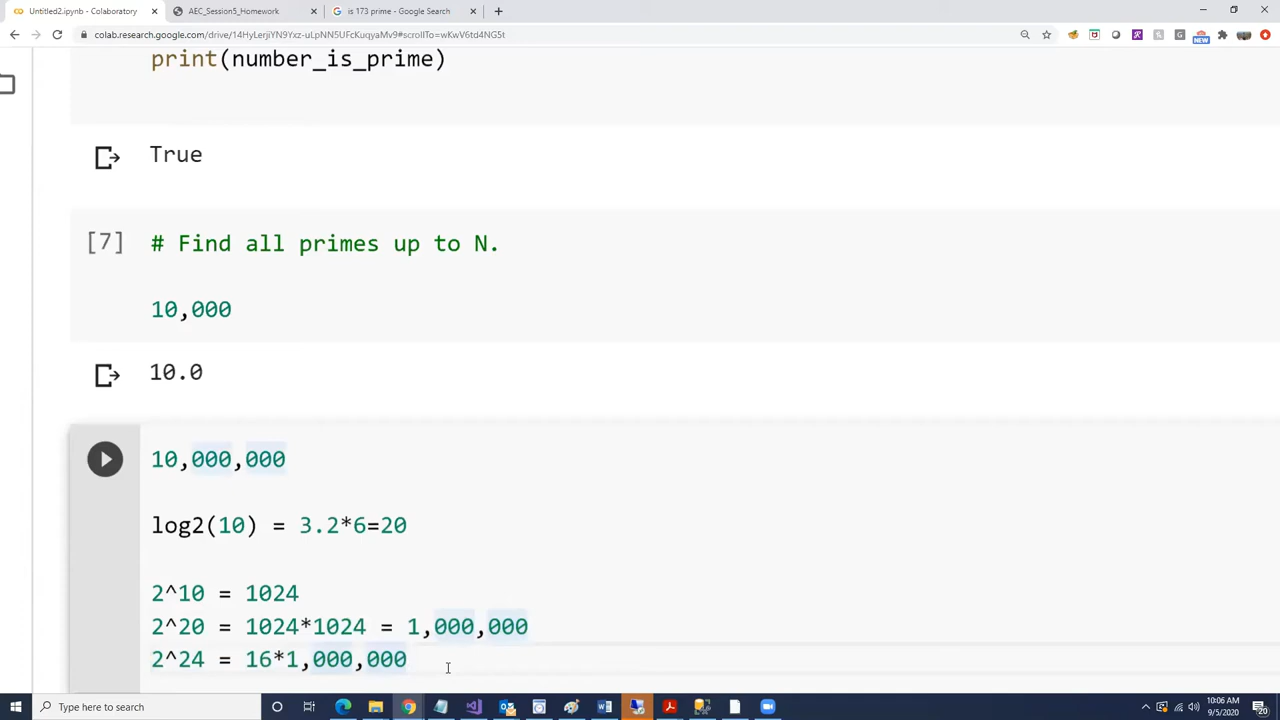 Untitled2.ipynb - Colaboratory
AEC_Session5_Homework
is 173 prime - Google Search
colab.research.google.com/drive/14HyLerjiYN9Yxz-uLpNN5UFcKuqyaMv9#scrollTo=wKwV6td4NG5t
NEW
print(number_is_prime)
True
[7]
# Find all primes up to N.
10,000
10.0
10,000,000
log2(10) = 3.2*6=20
2^10 = 1024
2^20 = 1024*1024 = 1,000,000
2^24 = 16*1,000,000
Type here to search
10:06 AM
9/5/2020
20